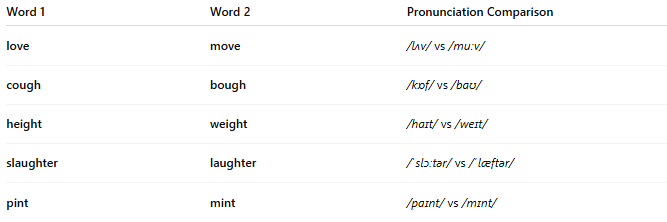 Word 1 Word 2 Pronunciation Comparison
love move /lʌv/ vs /muːv/
cough bough /kɒf/ vs /baʊ/
height weight /haɪt/ vs /weɪt/
slaughter laughter /ˈslɔːtər/ vs /ˈlæftər/
pint mint /paɪnt/ vs /mɪnt/